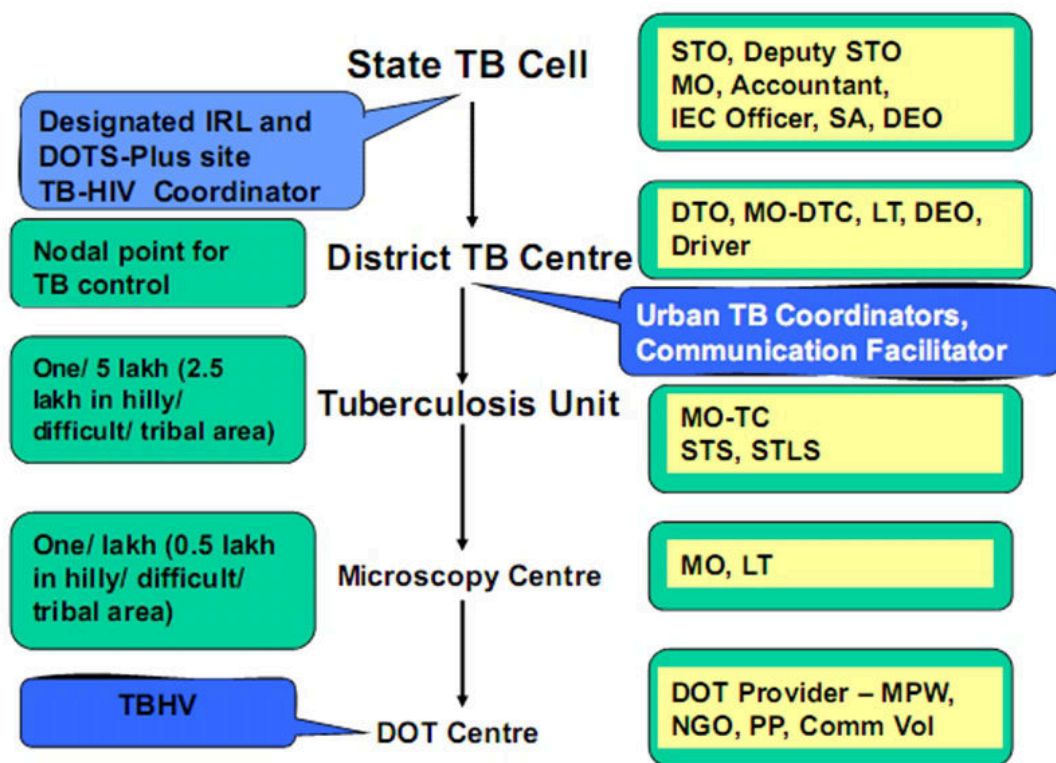 State TB Cell
STO, Deputy STO
MO, Accountant,
IEC Officer, SA, DEO
Designated IRL and
DOTS-Plus site
TB-HIV Coordinator
DTO, MO-DTC, LT, DEO,
Driver
Nodal point for
TB control
District TB Centre
Urban TB Coordinators,
Communication Facilitator
One/ 5 lakh (2.5
lakh in hilly/
difficult/ tribal area)
Tuberculosis Unit
MO-TC
STS, STLS
One/ lakh (0.5 lakh
in hilly/ difficult/
tribal area)
Microscopy Centre
MO, LT
TBHV
DOT Centre
DOT Provider – MPW,
NGO, PP, Comm Vol